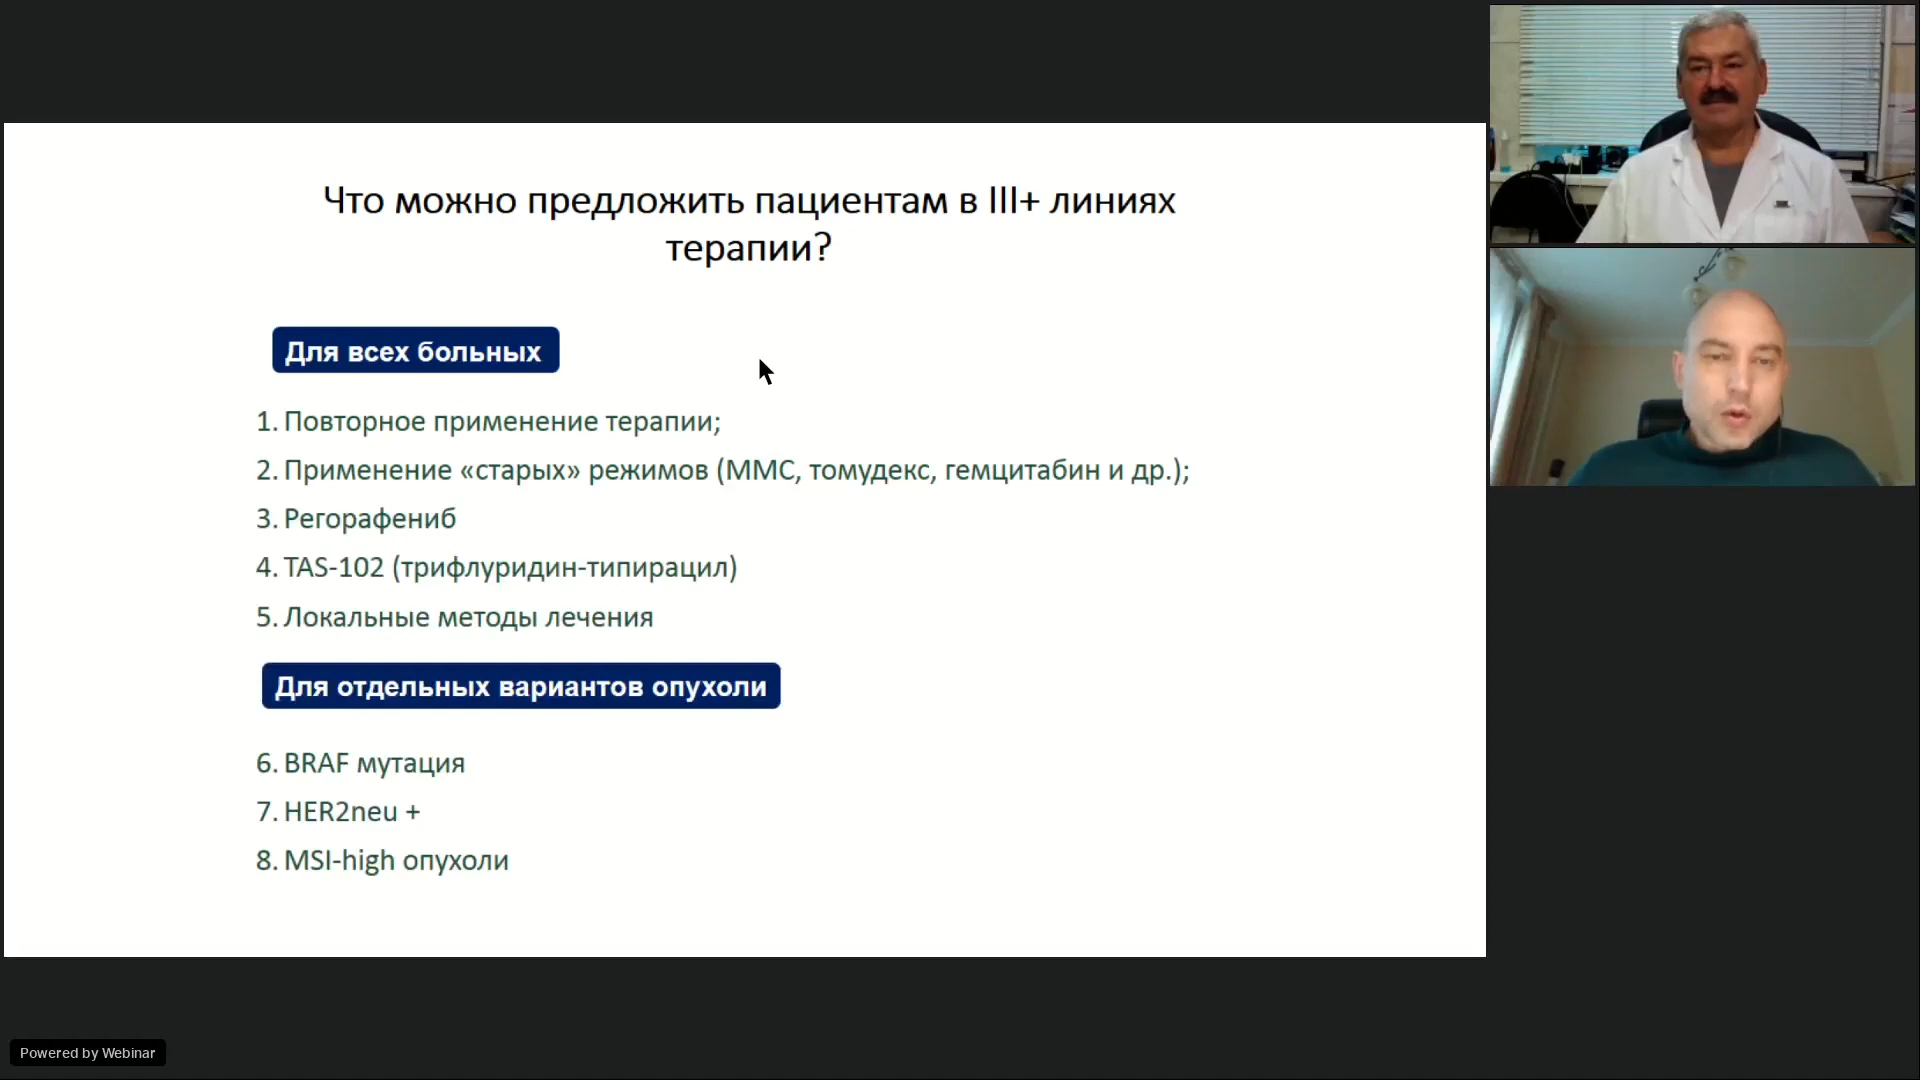 Что можно предложить пациентам в III+ линиях
терапии?
Для всех больных
1. Повторное применение терапии;
2. Применение «старых» режимов (ММС, томудекс, гемцитабин и др.);
3. Регорафениб
4. TAS-102 (трифлуридин-типирацил)
5. Локальные методы лечения
Для отдельных вариантов опухоли
6. BRAF мутация
7. HER2neu +
8. MSI-high опухоли
Powered by Webinar